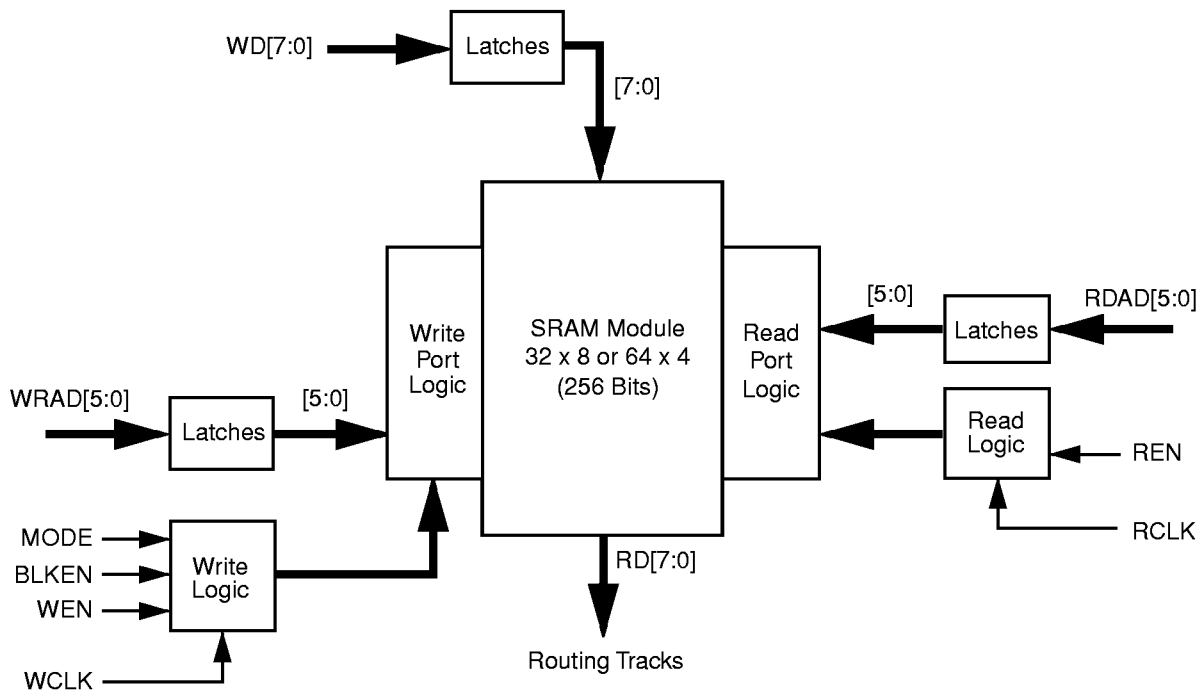 WD[7:0]
Latches
[7:0]
SRAM Module
32 x 8 or 64 x 4
(256 Bits)
Write
Port
Logic
Read
Port
Logic
[5:0]
Latches
RDAD[5:0]
WRAD[5:0]
Latches
[5:0]
Read
Logic
REN
RCLK
MODE
BLKEN
WEN
WCLK
Write
Logic
RD[7:0]
Routing Tracks